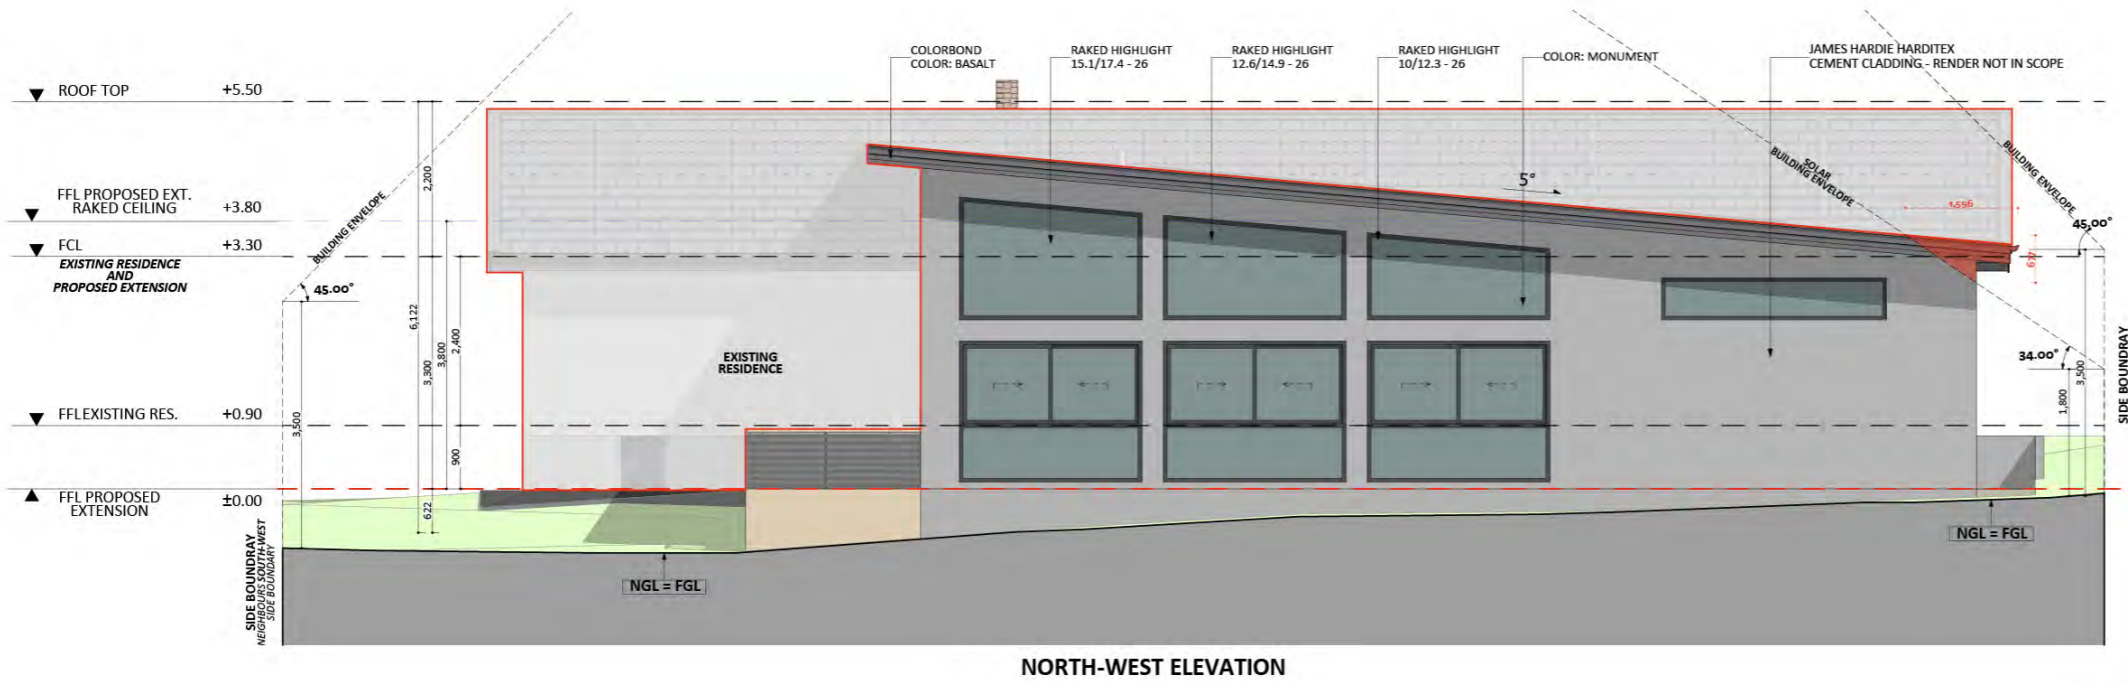 COLORBOND
COLOR: BASALT
RAKED HIGHLIGHT
15.1/17.4 - 26
RAKED HIGHLIGHT
12.6/14.9 - 26
RAKED HIGHLIGHT
10/12.3 - 26
COLOR: MONUMENT
JAMES HARDIE HARDITEX
CEMENT CLADDING - RENDER NOT IN SCOPE
ROOF TOP +5.50
FFL PROPOSED EXT.
RAKED CEILING +3.80
FCL +3.30
EXISTING RESIDENCE
AND
PROPOSED EXTENSION
FFLEXISTING RES. +0.90
FFL PROPOSED
EXTENSION ±0.00
BUILDING ENVELOPE
45.00°
3,500
2,200
6,122
3,300
3,800
2,400
900
622
EXISTING
RESIDENCE
5°
SOLAR
BUILDING ENVELOPE
BUILDING ENVELOPE
1,596
45.00°
677
34.00°
3,500
1,800
SIDE BOUNDRAY
SIDE BOUNDRAY
NEIGHBOURS SOUTH-WEST
SIDE BOUNDARY
NGL = FGL
NGL = FGL
NORTH-WEST ELEVATION